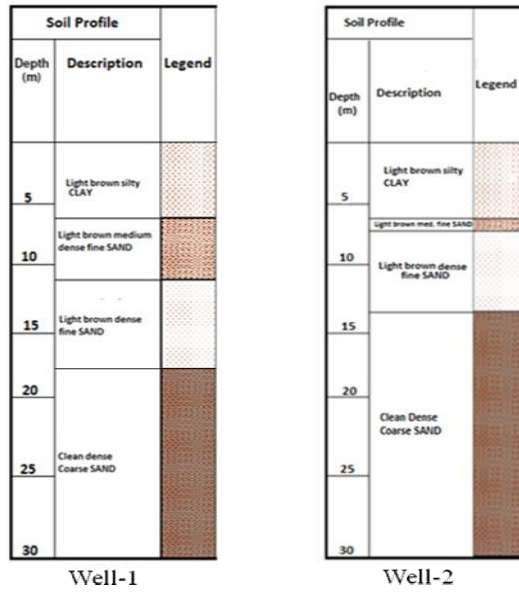 Soil Profile
Depth
(m)
Description
Legend
Light brown silty
CLAY
5
Light brown medium
dense fine SAND
10
Light brown dense
fine SAND
15
20
Clean dense
Coarse SAND
25
30
Well-1
Soil Profile
Depth
(m)
Description
Legend
Light brown silty
CLAY
5
Light brown med. fine SAND
Light brown dense
fine SAND
10
15
20
Clean Dense
Coarse SAND
25
30
Well-2